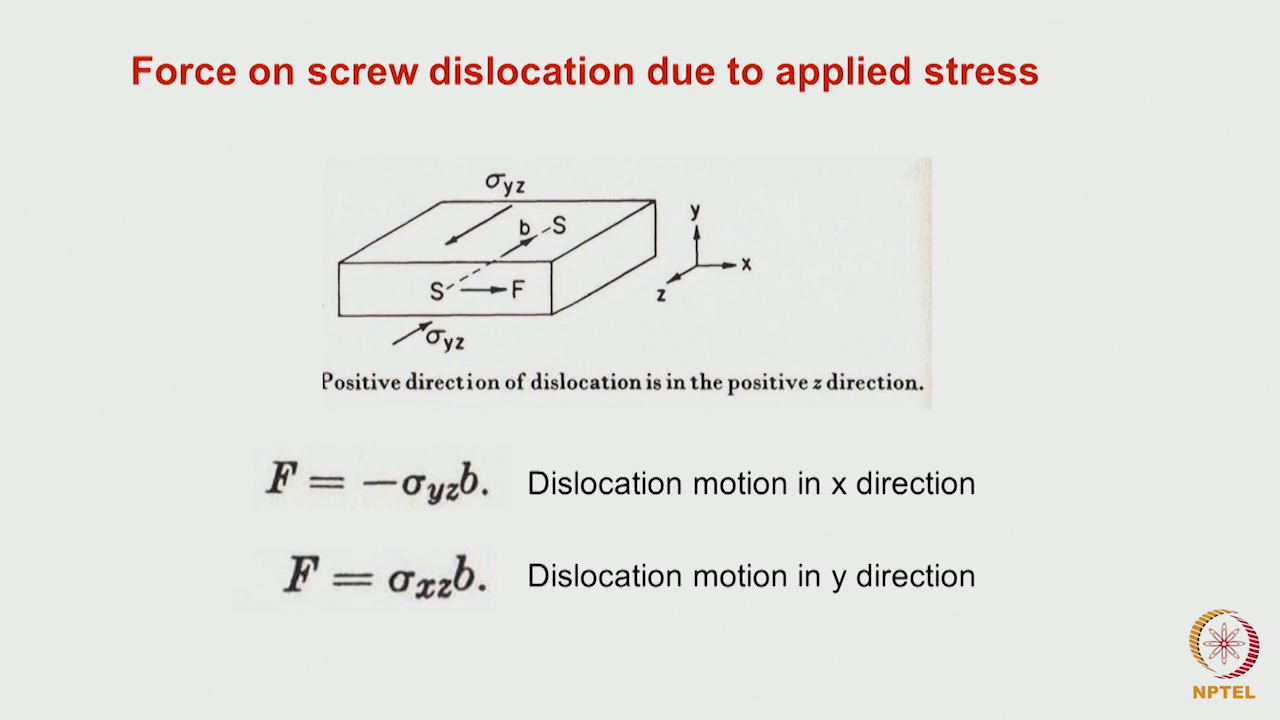 Force on screw dislocation due to applied stress
σyz
y
b S
x
S F
z
σyz
Positive direction of dislocation is in the positive z direction.
F = −σyzb. Dislocation motion in x direction
F = σxzb. Dislocation motion in y direction
NPTEL